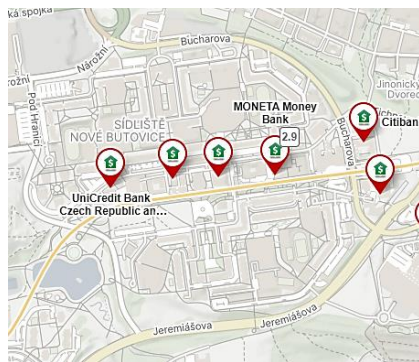 ká spojka
Bucharova
Nárožní
rožní
Pod Hranicí
Jinonický
Dvorec
SÍDLIŠTĚ
NOVÉ BUTOVICE
MONETA Money
Bank
2.9
Bucharova
Citiban
UniCredit Bank
Czech Republic an...
Jeremiášova
Jeremiášova